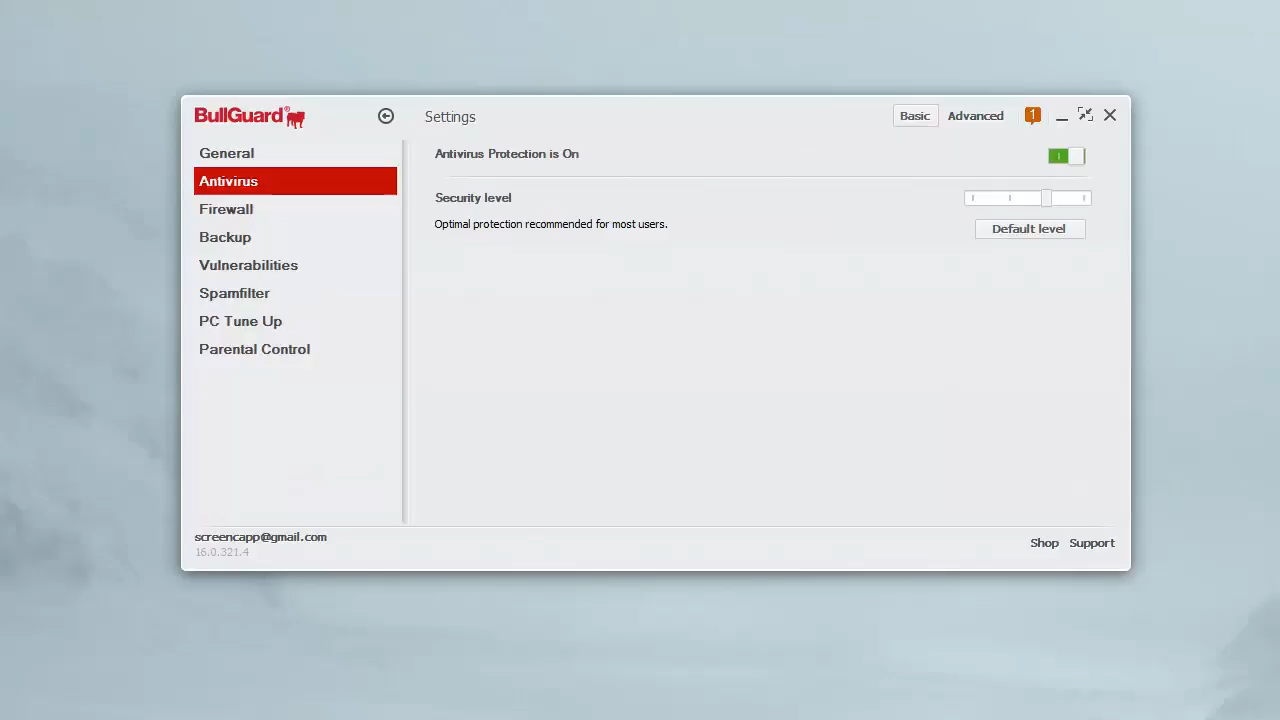 BullGuard®
Settings
Basic
Advanced
1
General
Antivirus
Firewall
Backup
Vulnerabilities
Spamfilter
PC Tune Up
Parental Control
Antivirus Protection is On
Security level
Optimal protection recommended for most users.
Default level
screencapp@gmail.com
16.0.321.4
Shop
Support